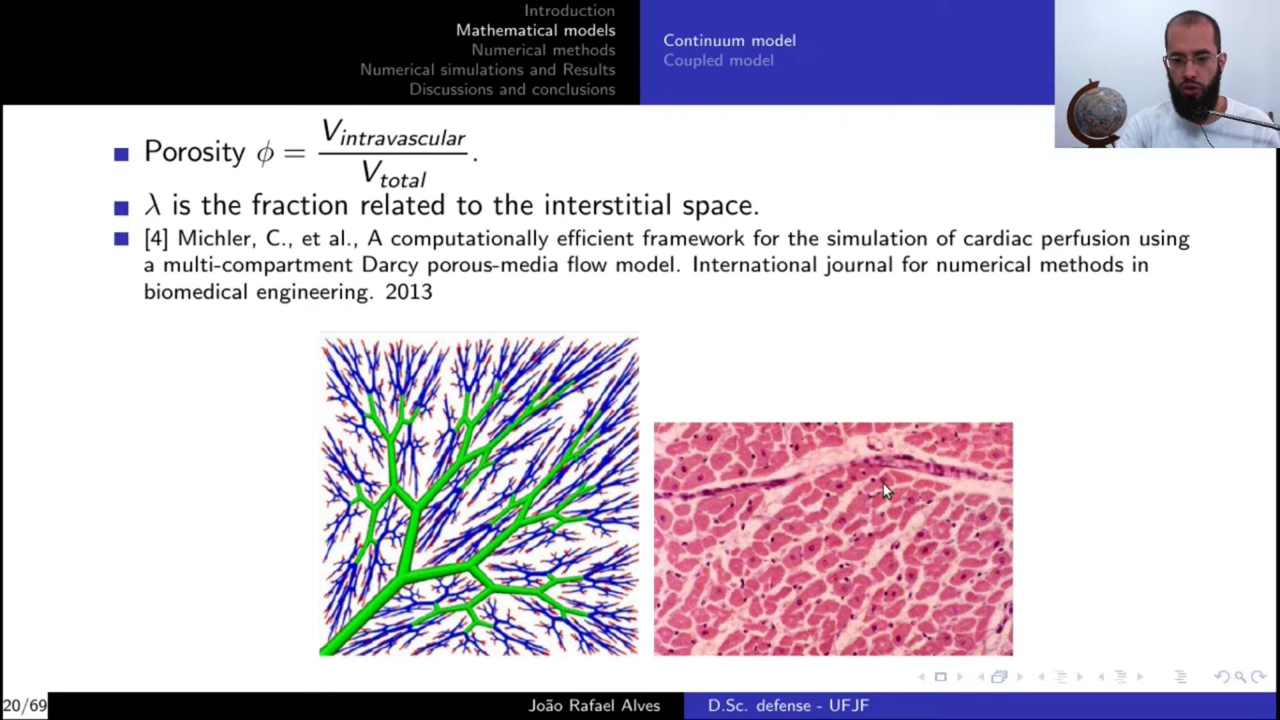 Introduction
Mathematical models
Numerical methods
Numerical simulations and Results
Discussions and conclusions
Continuum model
Coupled model
■ Porosity ϕ = V_intravascular / V_total .
■ λ is the fraction related to the interstitial space.
■ [4] Michler, C., et al., A computationally efficient framework for the simulation of cardiac perfusion using
a multi-compartment Darcy porous-media flow model. International journal for numerical methods in
biomedical engineering. 2013
20/69
João Rafael Alves
D.Sc. defense - UFJF